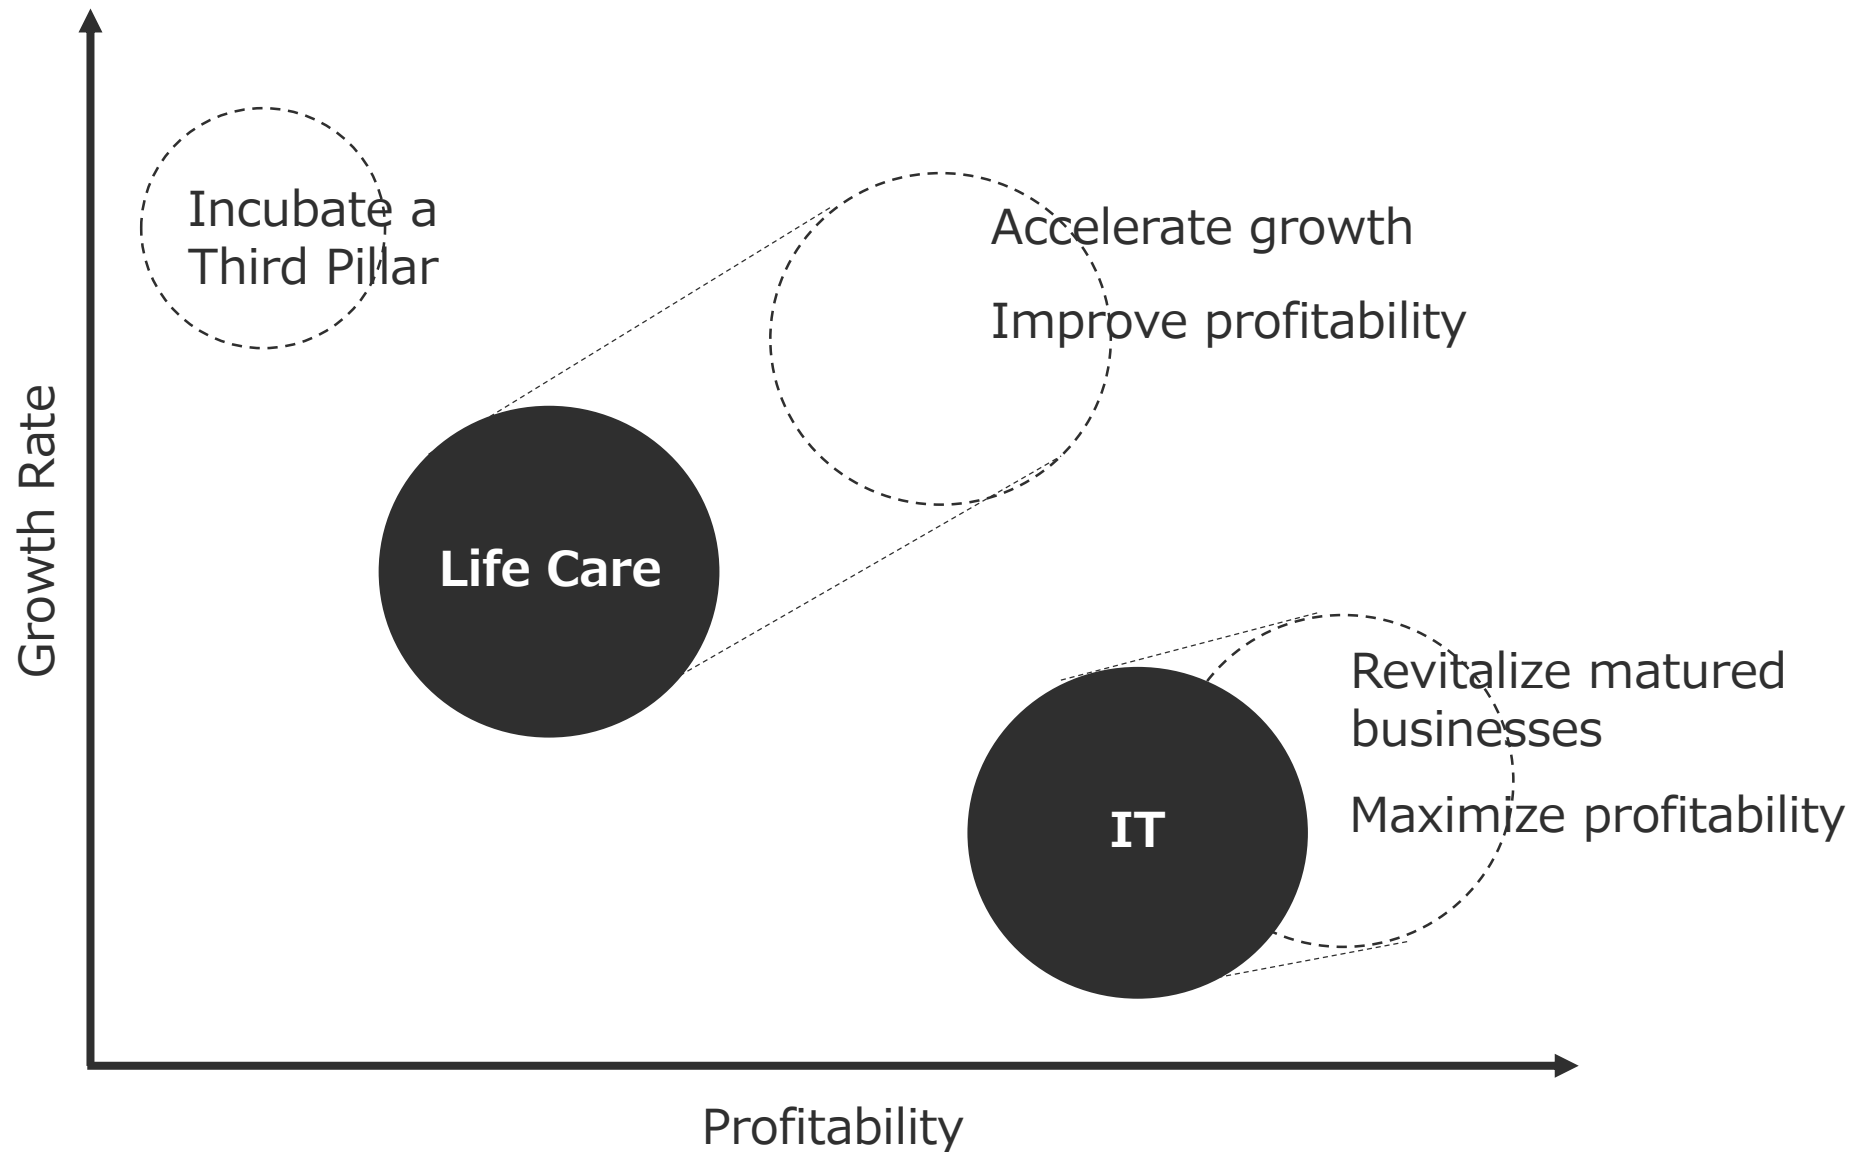 Incubate a
Third Pillar
Accelerate growth
Improve profitability
Growth Rate
Life Care
Revitalize matured
businesses
Maximize profitability
IT
Profitability